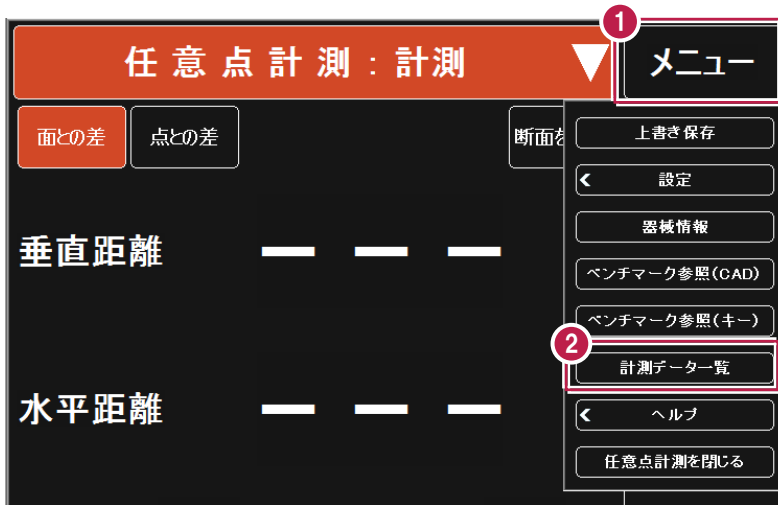 1
任意点計測：計測
メニュー
面との差
点との差
断面を
上書き保存
設定
器械情報
ベンチマーク参照(CAD)
ベンチマーク参照(キー)
2
計測データ一覧
ヘルプ
任意点計測を閉じる
垂直距離
水平距離